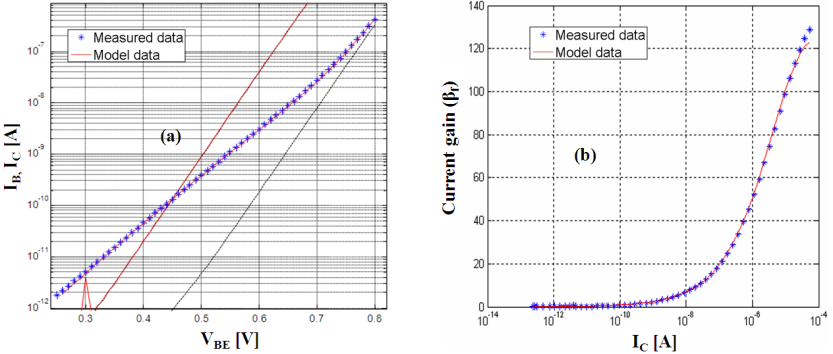 Measured data
Model data
10^-7
10^-8
10^-9
10^-10
10^-11
10^-12
I_B, I_C [A]
(a)
0.3 0.4 0.5 0.6 0.7 0.8
V_BE [V]
140
120
100
80
60
40
20
0
Current gain (β_f)
Measured data
Model data
(b)
10^-14 10^-12 10^-10 10^-8 10^-6 10^-4
I_C [A]